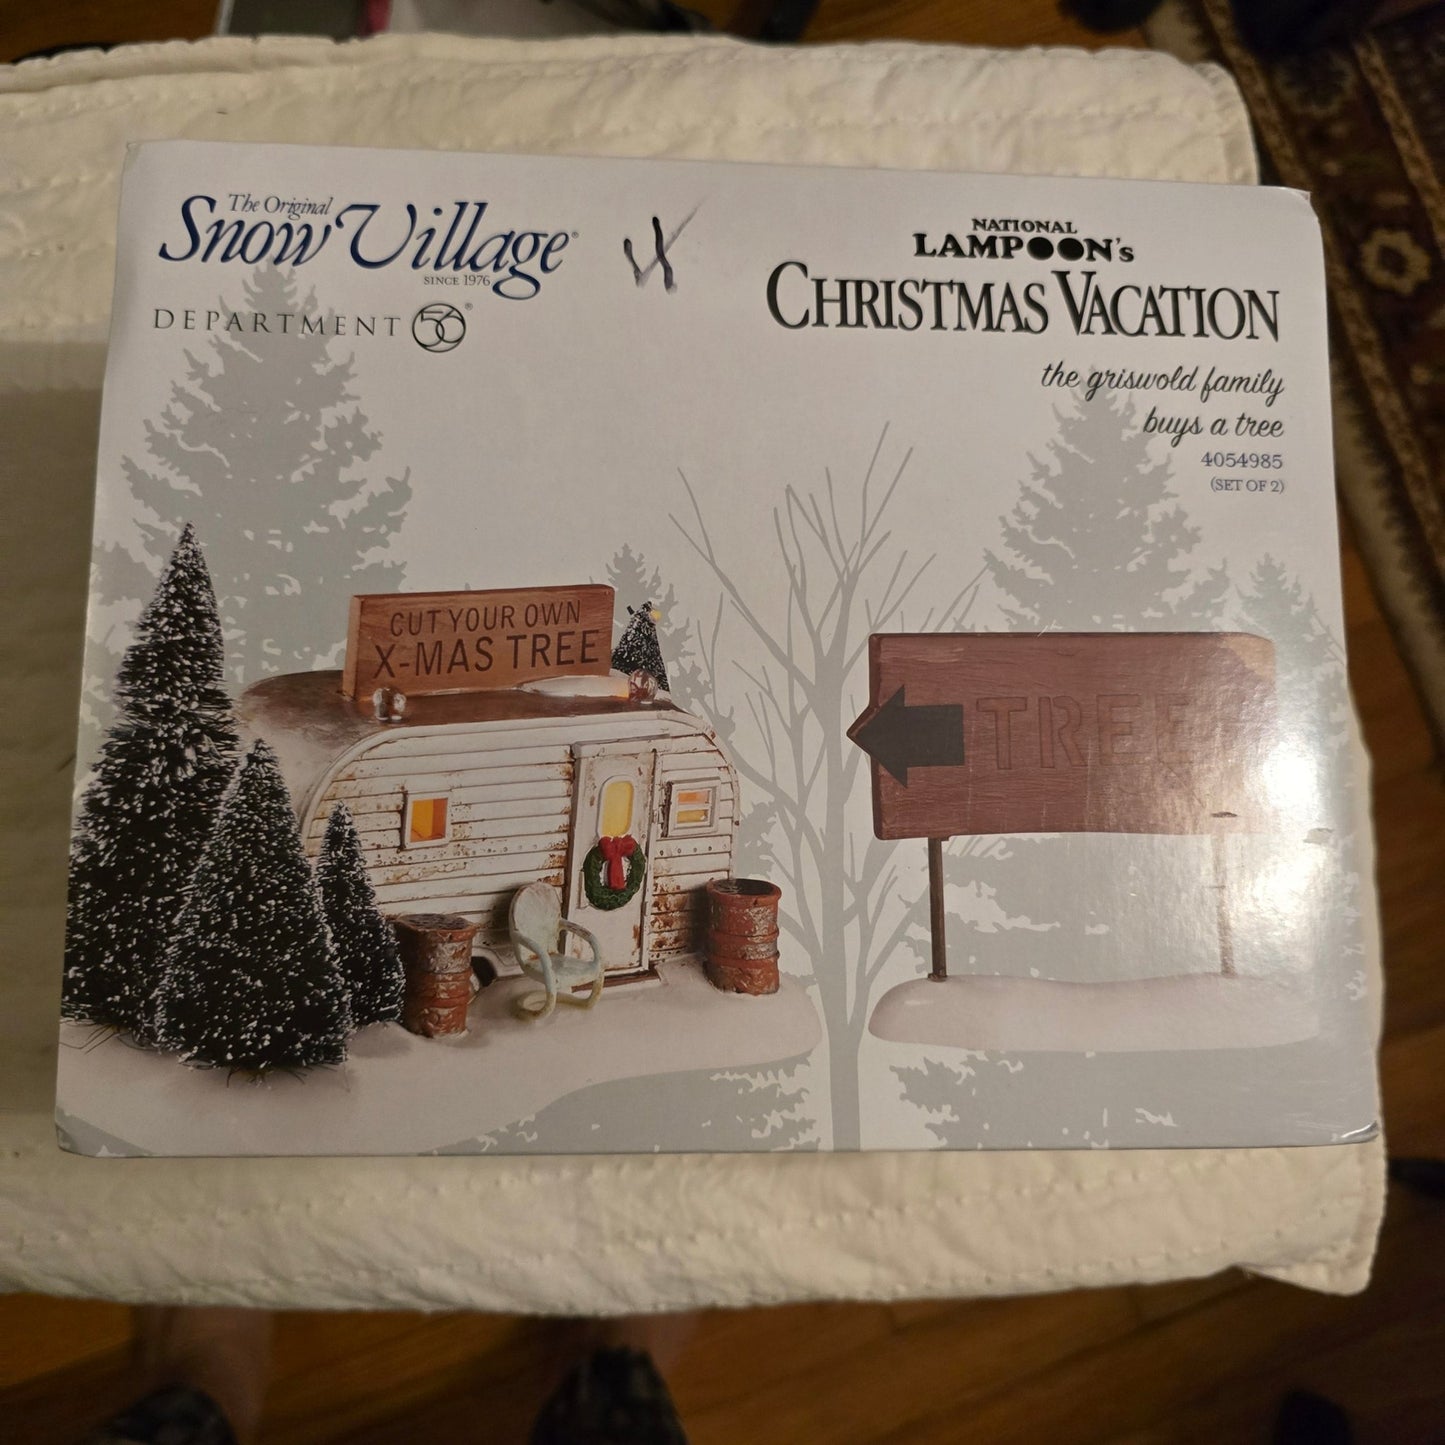 The Original
Snow Village®
SINCE 1976
DEPARTMENT 56®
NATIONAL
LAMPOON's
CHRISTMAS VACATION
the griswold family
buys a tree
4054985
(SET OF 2)
CUT YOUR OWN
X-MAS TREE
TREE